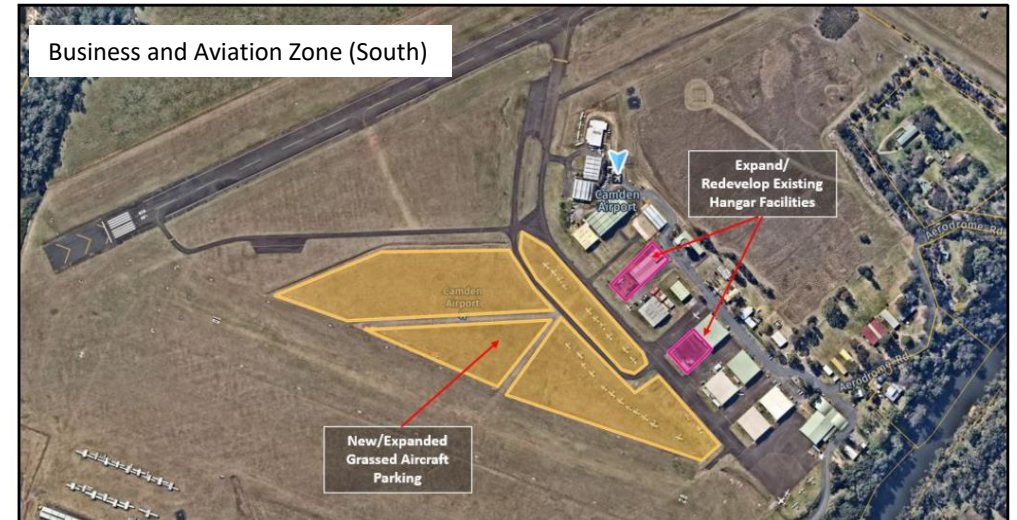 Business and Aviation Zone (South)
Expand/
Redevelop Existing
Hangar Facilities
Camden
Airport
Aerodrome Rd
Camden
Airport
Aerodrome Rd
New/Expanded
Grassed Aircraft
Parking